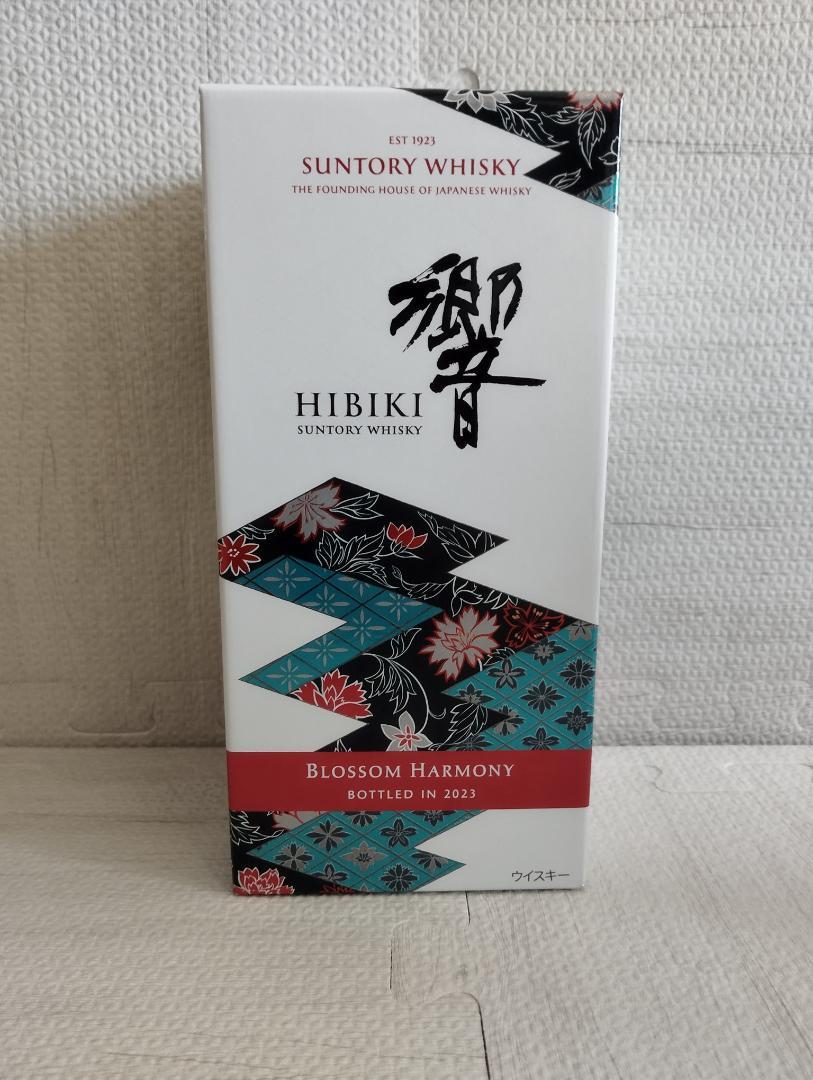 EST 1923
SUNTORY WHISKY
THE FOUNDING HOUSE OF JAPANESE WHISKY
響
HIBIKI
SUNTORY WHISKY
BLOSSOM HARMONY
BOTTLED IN 2023
ウイスキー